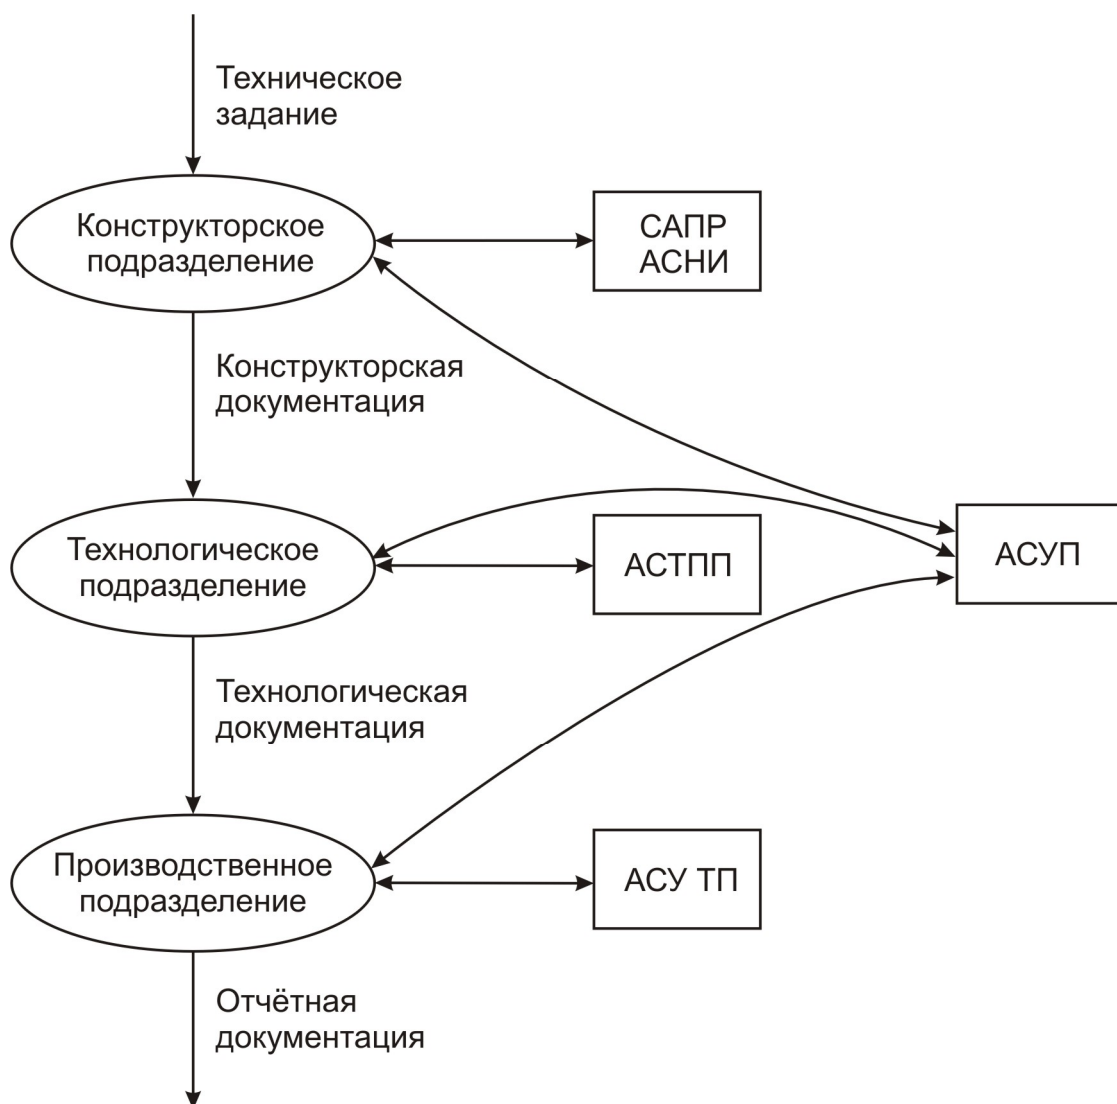 Техническое
задание
Конструкторское
подразделение
САПР
АСНИ
Конструкторская
документация
Технологическое
подразделение
АСТПП
АСУП
Технологическая
документация
Производственное
подразделение
АСУ ТП
Отчётная
документация